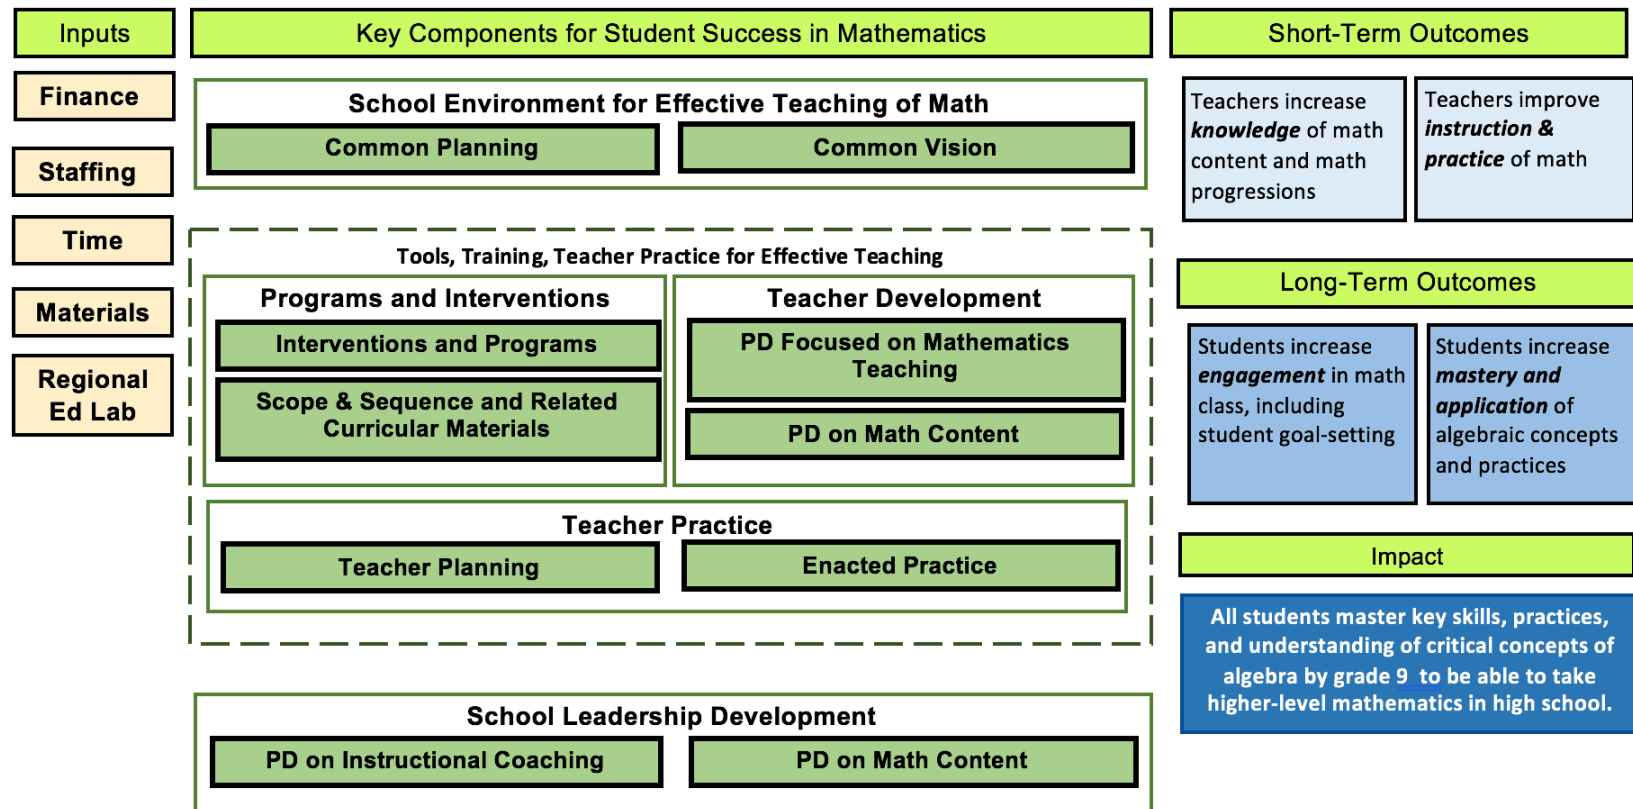 Inputs
Finance
Staffing
Time
Materials
Regional
Ed Lab
Key Components for Student Success in Mathematics
School Environment for Effective Teaching of Math
Common Planning
Common Vision
Tools, Training, Teacher Practice for Effective Teaching
Programs and Interventions
Interventions and Programs
Scope & Sequence and Related
Curricular Materials
Teacher Development
PD Focused on Mathematics
Teaching
PD on Math Content
Teacher Practice
Teacher Planning
Enacted Practice
School Leadership Development
PD on Instructional Coaching
PD on Math Content
Short-Term Outcomes
Teachers increase
knowledge of math
content and math
progressions
Teachers improve
instruction &
practice of math
Long-Term Outcomes
Students increase
engagement in math
class, including
student goal-setting
Students increase
mastery and
application of
algebraic concepts
and practices
Impact
All students master key skills, practices,
and understanding of critical concepts of
algebra by grade 9 to be able to take
higher-level mathematics in high school.